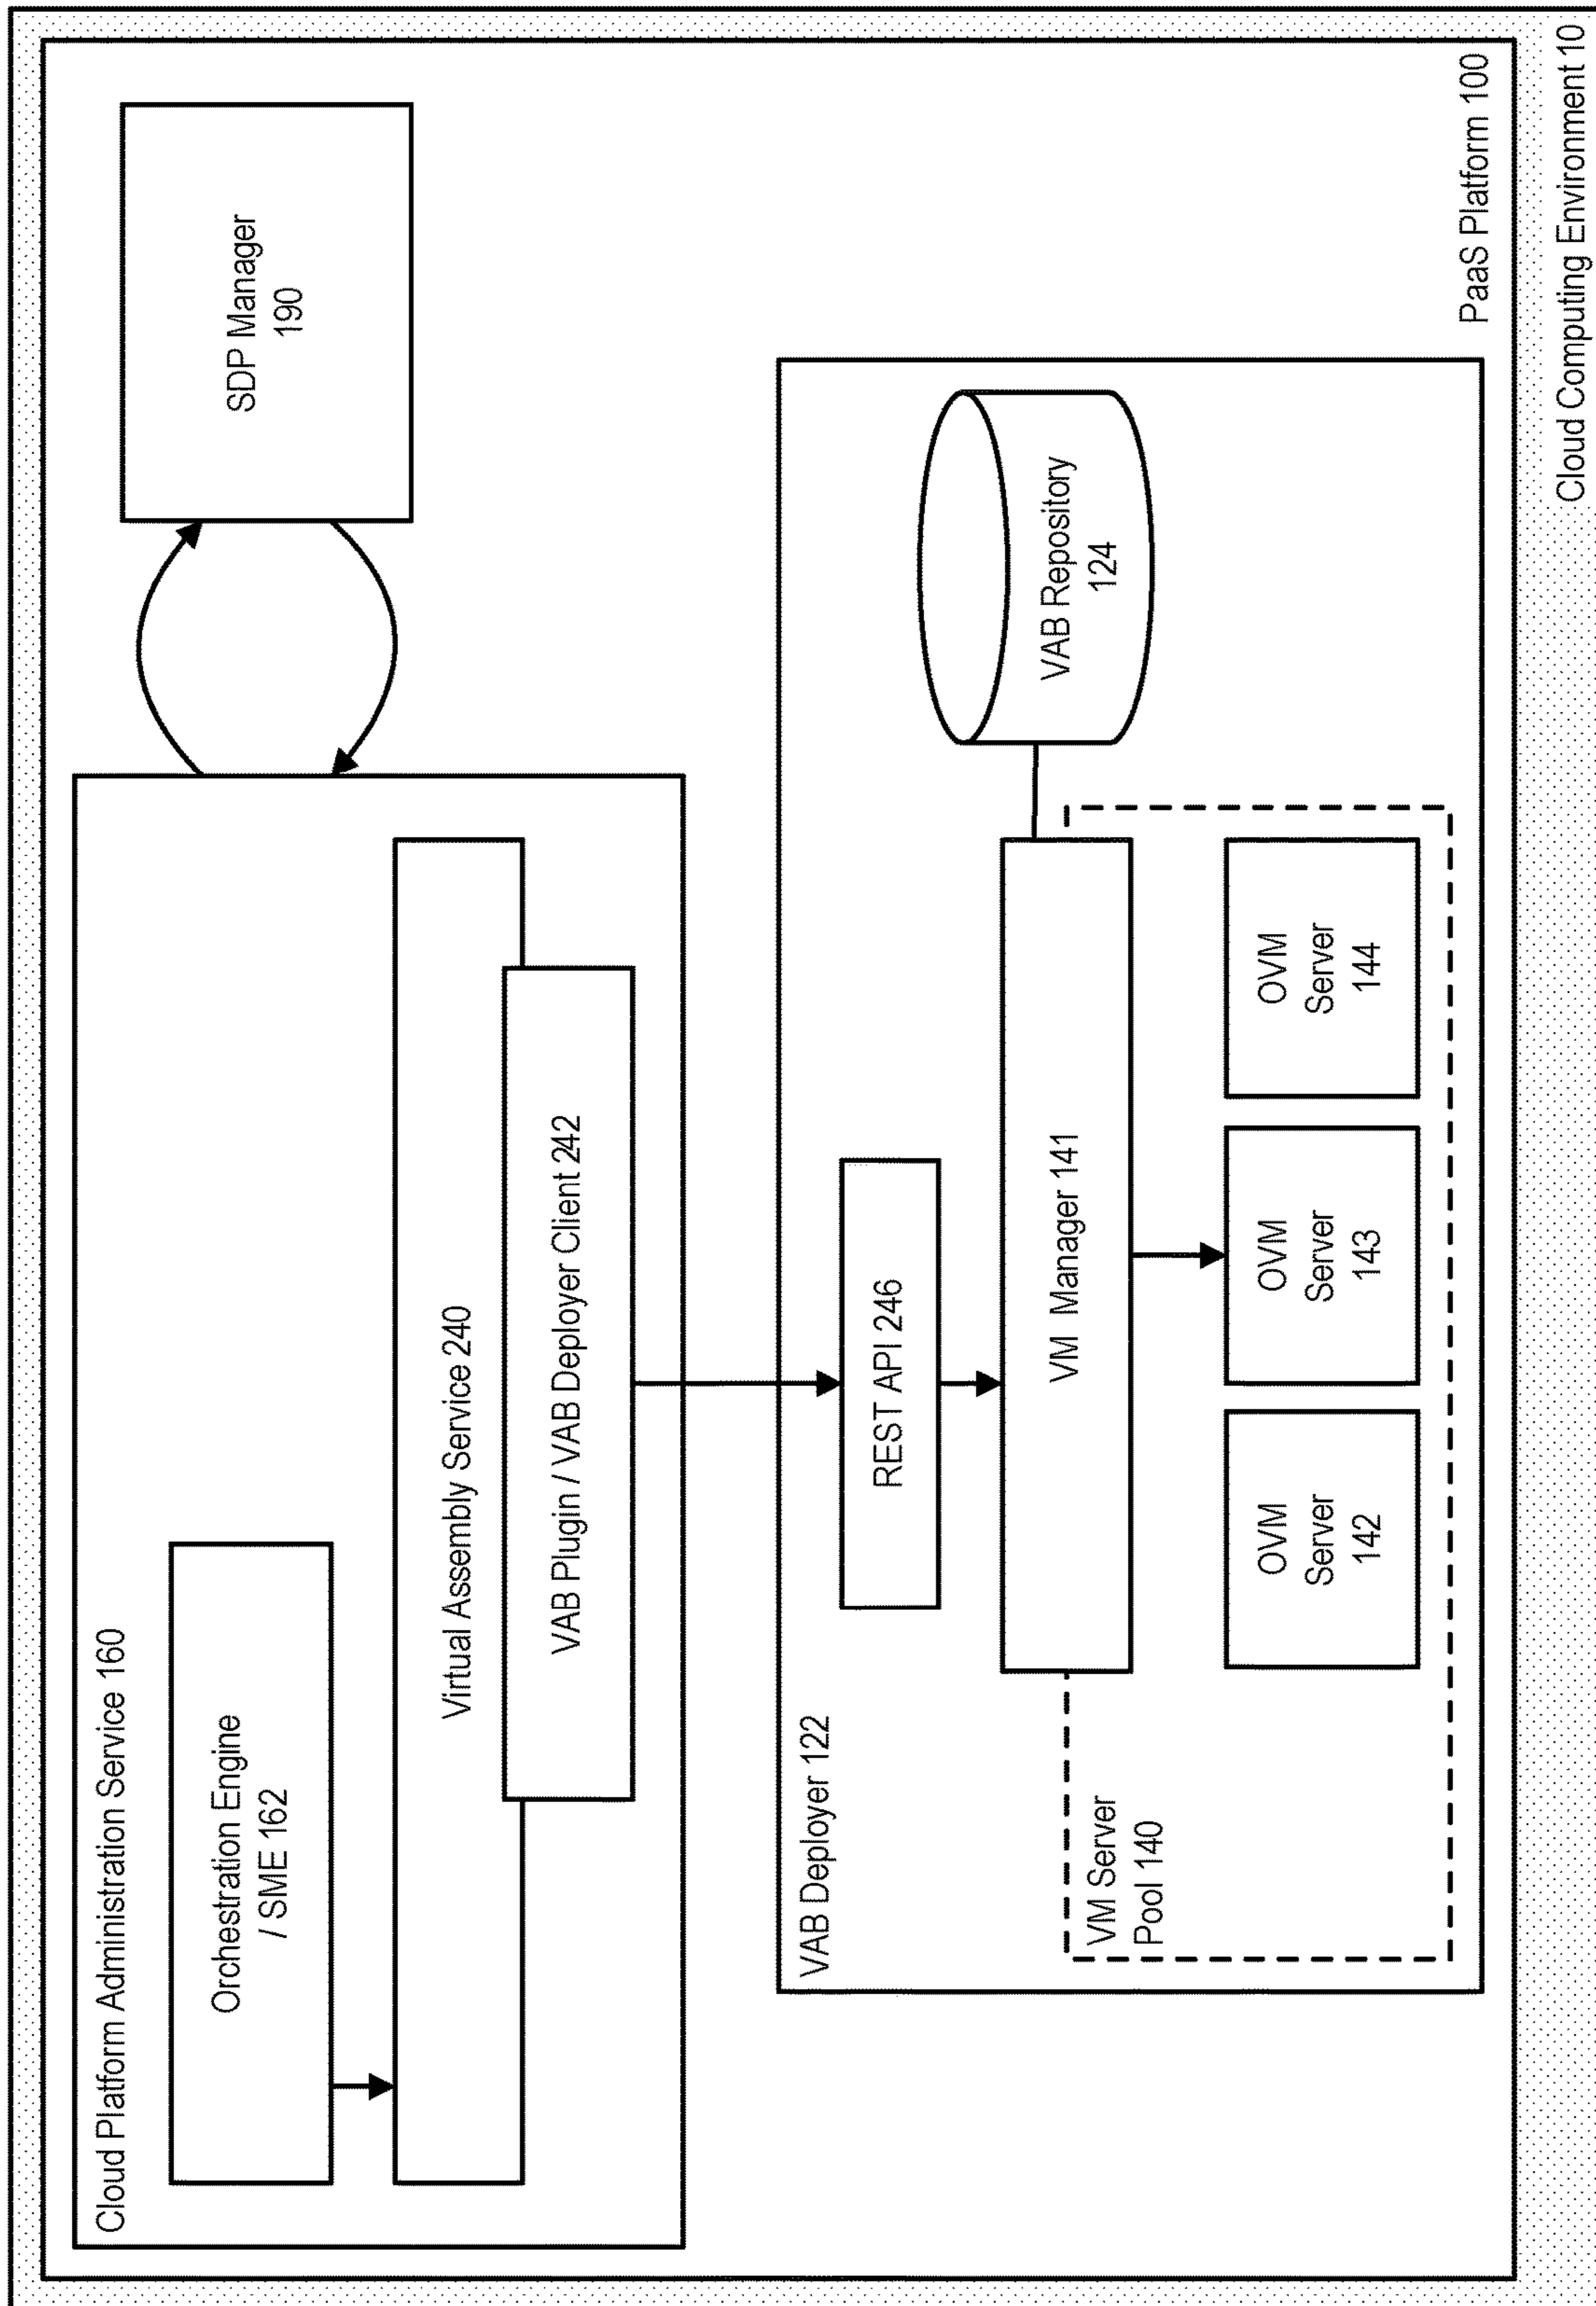 Cloud Platform Administration Service 160
Orchestration Engine
/ SME 162
SDP Manager
190
Virtual Assembly Service 240
VAB Plugin / VAB Deployer Client 242
VAB Deployer 122
REST API 246
VAB Repository
124
VM Manager 141
VM Server
Pool 140
OVM
Server
142
OVM
Server
143
OVM
Server
144
PaaS Platform 100
Cloud Computing Environment 10